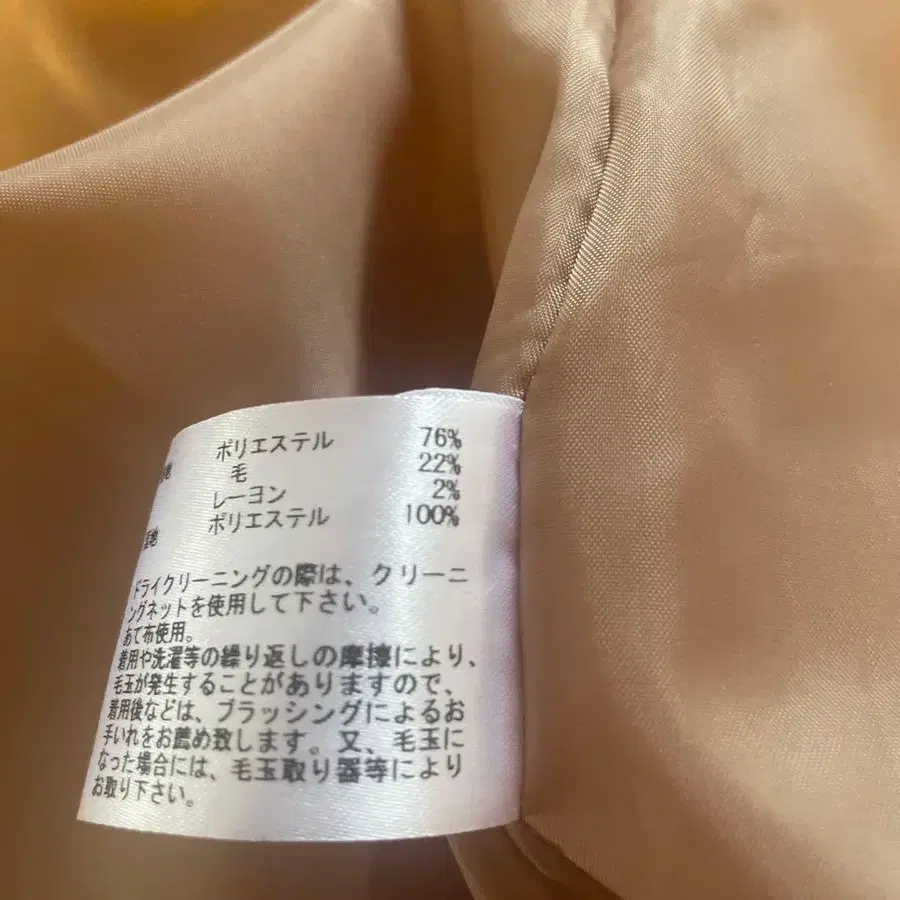 ポリエステル 76%
毛 22%
レーヨン 2%
地 ポリエステル 100%
ドライクリーニングの際は、クリーニ
ングネットを使用して下さい。
あて布使用。
着用や洗濯等の繰り返しの摩擦により、
毛玉が発生することがありますので、
着用後などは、ブラッシングによるお
手いれをお薦め致します。又、毛玉に
なった場合には、毛玉取り器等により
お取り下さい。